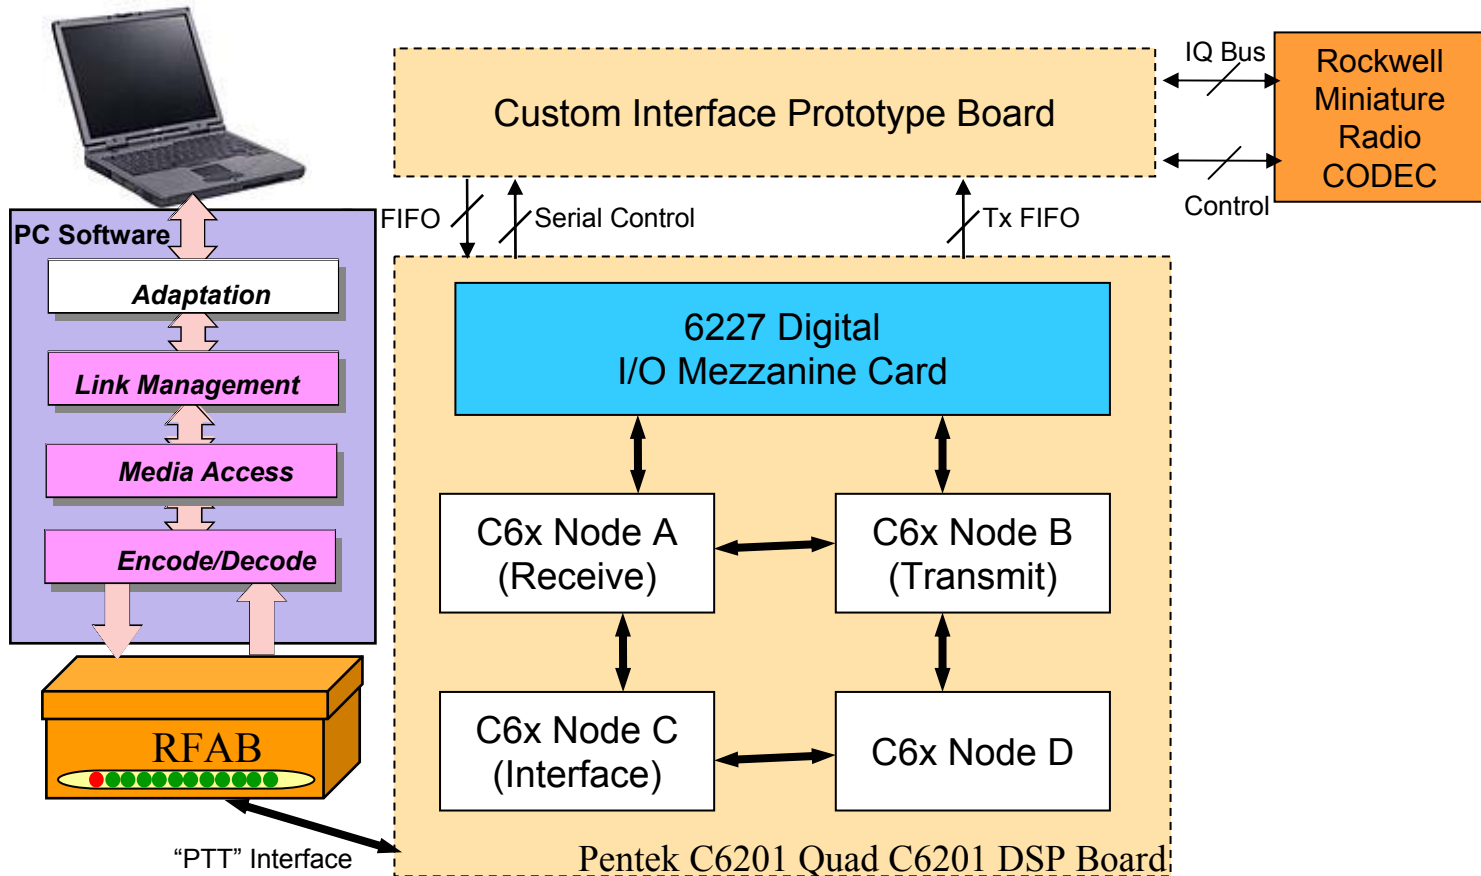 IQ Bus
Rockwell
Miniature
Radio
CODEC
Custom Interface Prototype Board
Control
FIFO
Serial Control
Tx FIFO
PC Software
Adaptation
Link Management
Media Access
Encode/Decode
RFAB
“PTT” Interface
6227 Digital
I/O Mezzanine Card
C6x Node A
(Receive)
C6x Node B
(Transmit)
C6x Node C
(Interface)
C6x Node D
Pentek C6201 Quad C6201 DSP Board